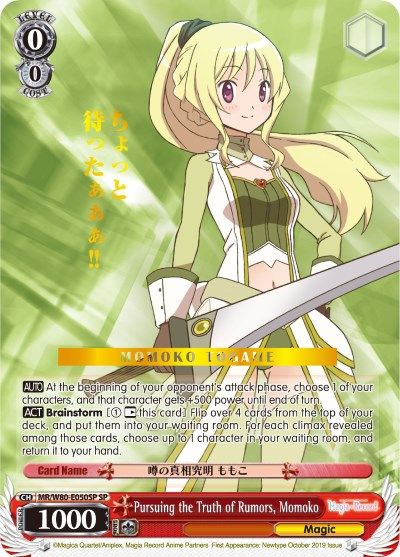 LEVEL
0
0
COST
ちょっと
待ったぁぁぁ!!
MOMOKO TOGAME
AUTO At the beginning of your opponent's attack phase, choose 1 of your
characters, and that character gets +500 power until end of turn.
ACT Brainstorm [① this card] Flip over 4 cards from the top of your
deck, and put them into your waiting room. For each climax revealed
among those cards, choose up to 1 character in your waiting room, and
return it to your hand.
Card Name
噂の真相究明 ももこ
CH MR/W80-E050SP SP
1000
Pursuing the Truth of Rumors, Momoko
Magia Record
Magic
©Magica Quartet/Aniplex, Magia Record Anime Partners First Appearance: Newtype October 2019 Issue